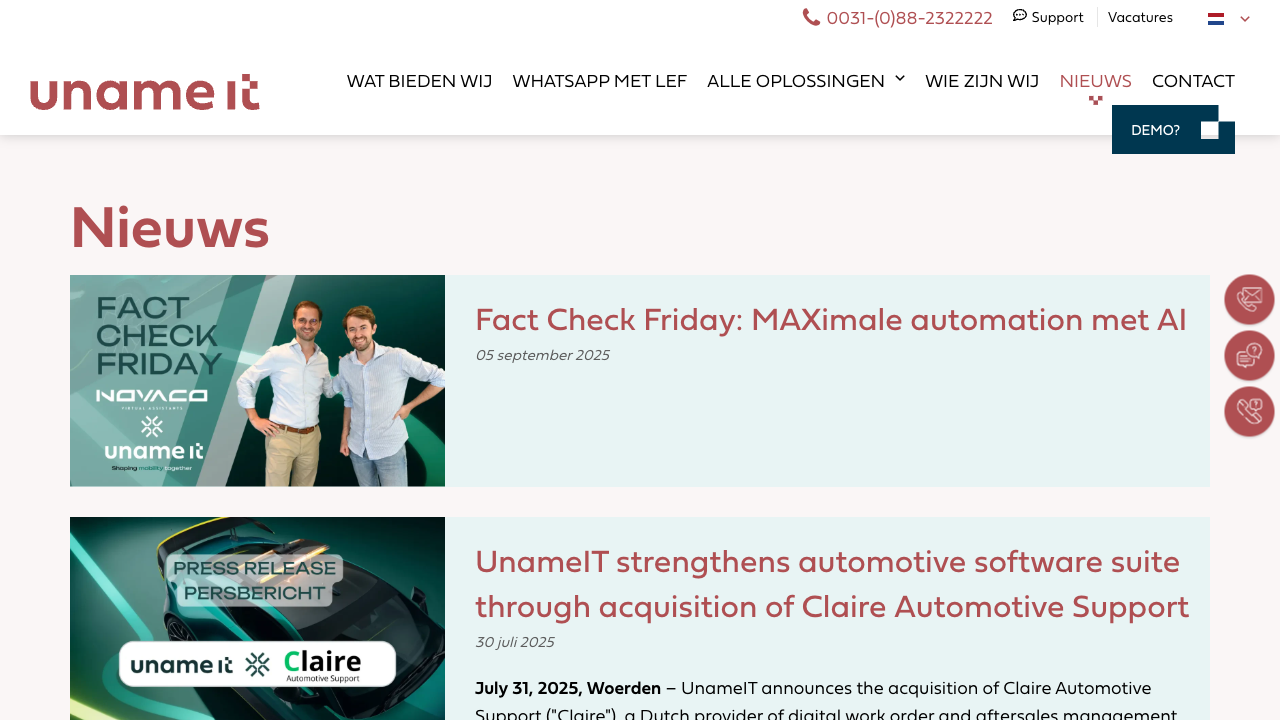 0031-(0)88-2322222
Support
Vacatures
uname it
WAT BIEDEN WIJ
WHATSAPP MET LEF
ALLE OPLOSSINGEN
WIE ZIJN WIJ
NIEUWS
CONTACT
DEMO?
Nieuws
FACT
CHECK
FRIDAY
NOVACO
VIRTUAL ASSISTANTS
uname it
Shaping mobility together
Fact Check Friday: MAXimale automation met AI
05 september 2025
PRESS RELEASE
PERSBERICHT
uname it
Claire
Automotive Support
UnameIT strengthens automotive software suite
through acquisition of Claire Automotive Support
30 juli 2025
July 31, 2025, Woerden – UnameIT announces the acquisition of Claire Automotive
Support ("Claire"), a Dutch provider of digital work order and aftersales management